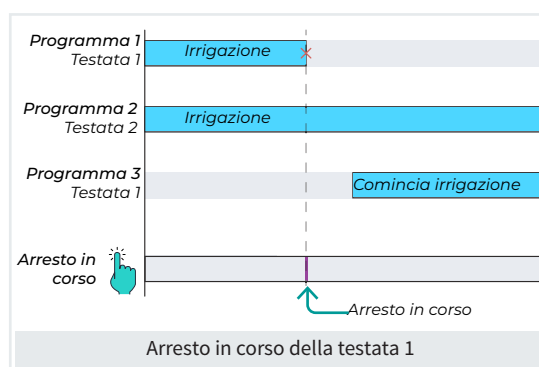 Programma 1
Testata 1
Irrigazione
Programma 2
Testata 2
Irrigazione
Programma 3
Testata 1
Comincia irrigazione
Arresto in
corso
Arresto in corso
Arresto in corso della testata 1